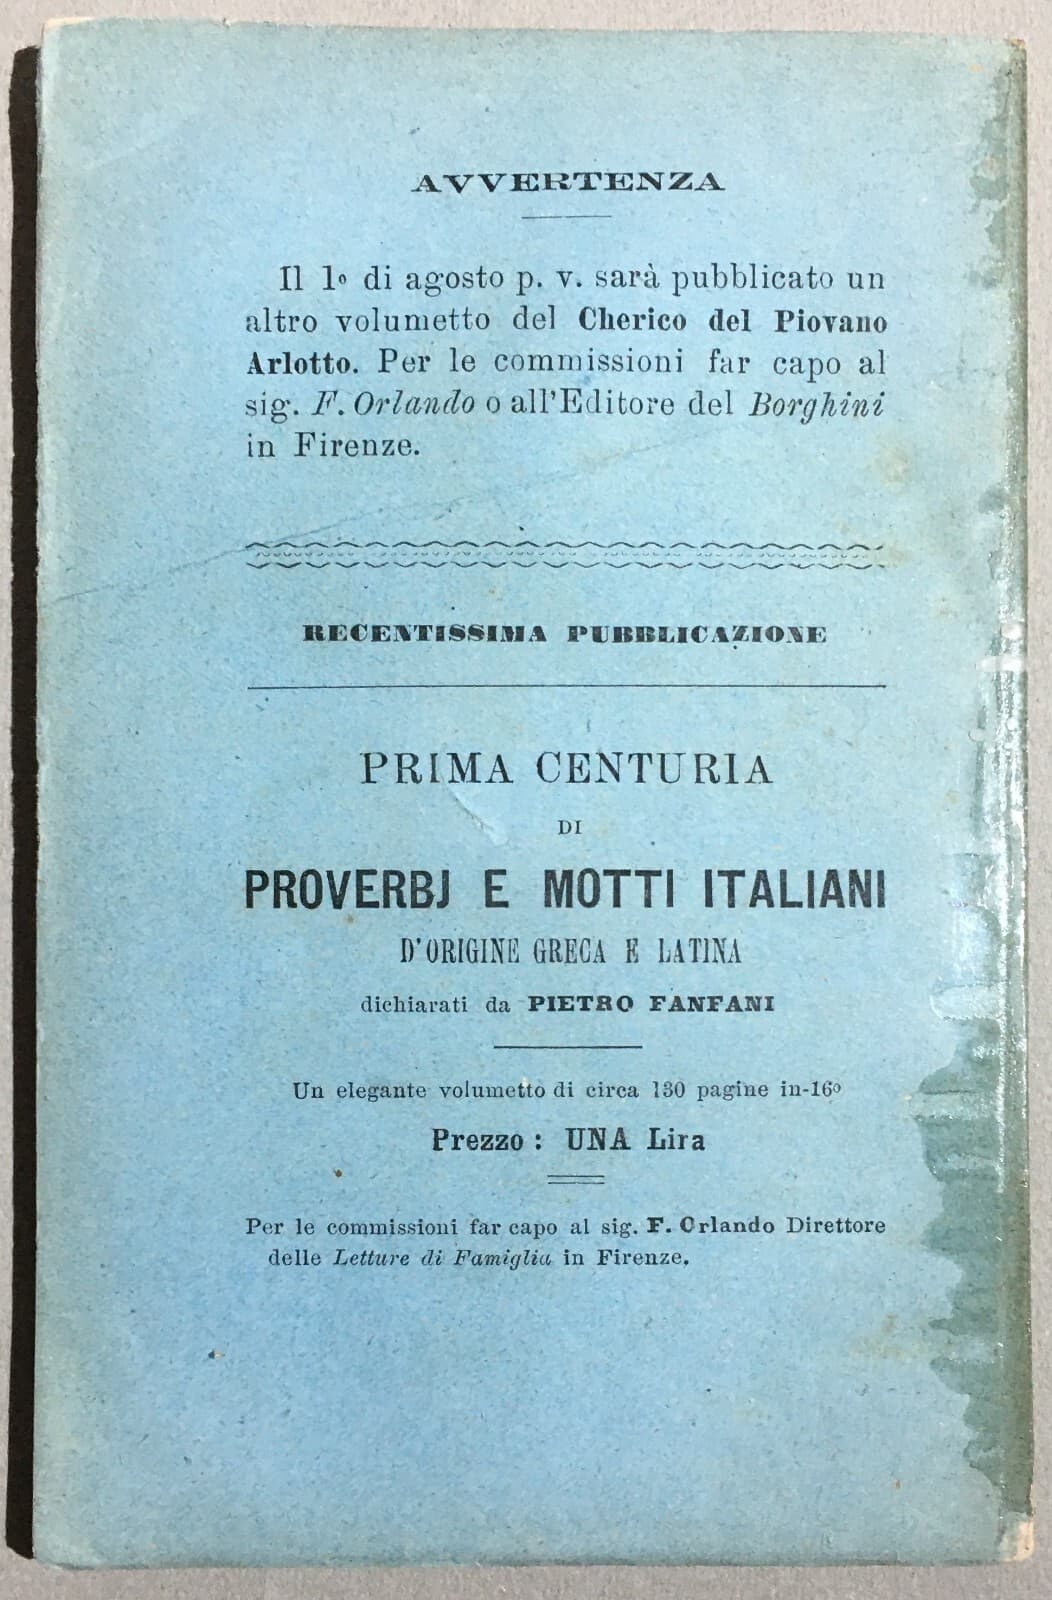 AVVERTENZA
Il 1º di agosto p. v. sarà pubblicato un
altro volumetto del Cherico del Piovano
Arlotto. Per le commissioni far capo al
sig. F. Orlando o all'Editore del Borghini
in Firenze.
RECENTISSIMA PUBBLICAZIONE
PRIMA CENTURIA
DI
PROVERBJ E MOTTI ITALIANI
D'ORIGINE GRECA E LATINA
dichiarati da PIETRO FANFANI
Un elegante volumetto di circa 130 pagine in-16º
Prezzo: UNA Lira
Per le commissioni far capo al sig. F. Orlando Direttore
delle Letture di Famiglia in Firenze.